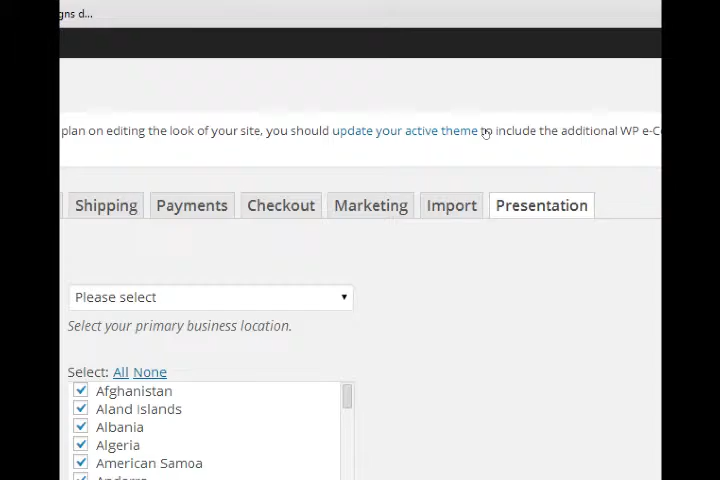 gns d...
plan on editing the look of your site, you should update your active theme to include the additional WP e-C
Shipping Payments Checkout Marketing Import Presentation
Please select
Select your primary business location.
Select: All None
Afghanistan
Aland Islands
Albania
Algeria
American Samoa
Andorra